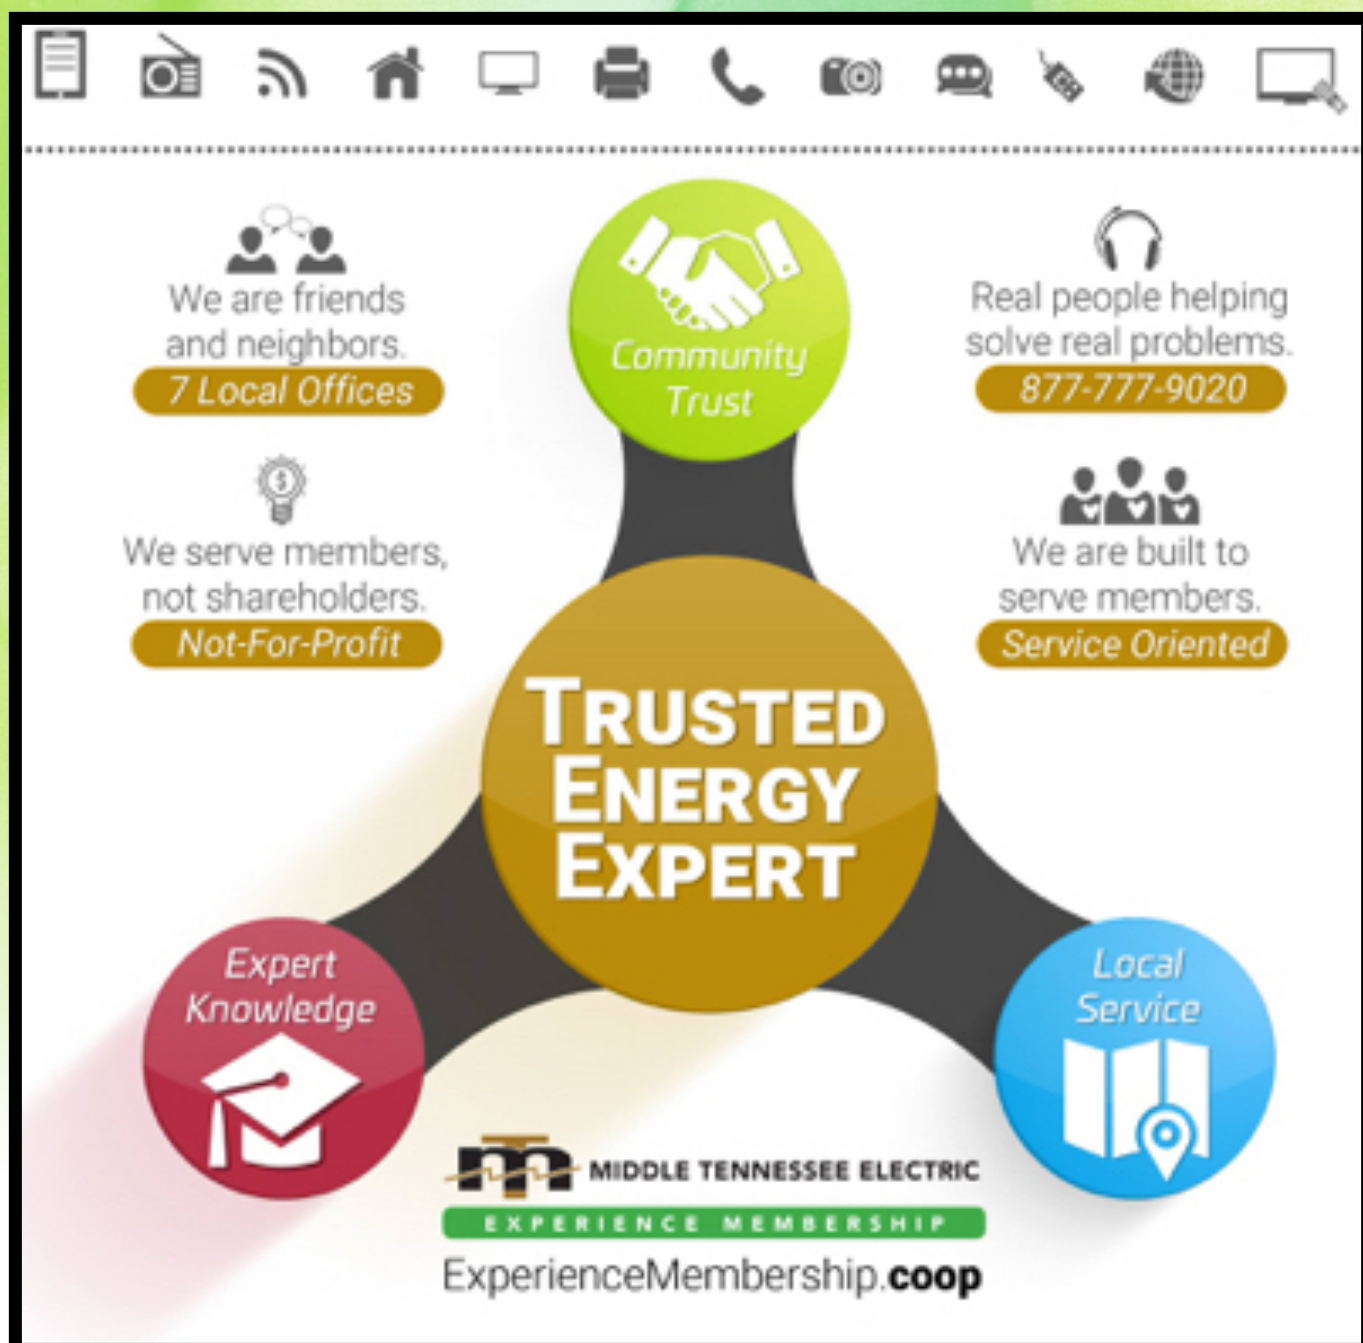 We are friends
and neighbors.
7 Local Offices
We serve members,
not shareholders.
Not-For-Profit
Community
Trust
Real people helping
solve real problems.
877-777-9020
We are built to
serve members.
Service Oriented
TRUSTED
ENERGY
EXPERT
Expert
Knowledge
Local
Service
MIDDLE TENNESSEE ELECTRIC
EXPERIENCE MEMBERSHIP
ExperienceMembership.coop